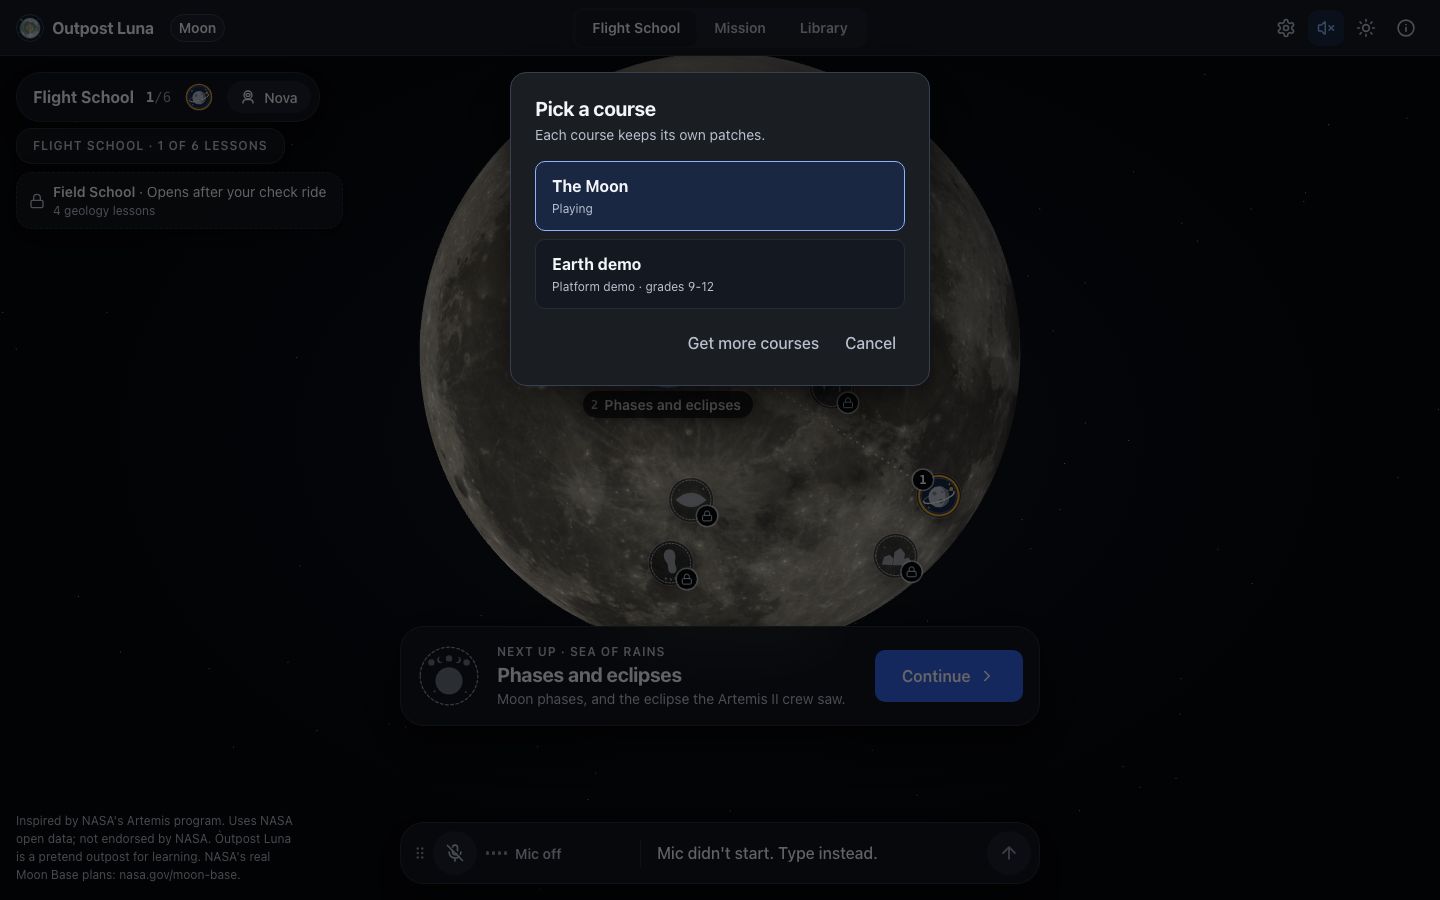 Outpost Luna
Moon
Flight School
Mission
Library
Flight School 1/6
Nova
FLIGHT SCHOOL · 1 OF 6 LESSONS
Field School · Opens after your check ride
4 geology lessons
Pick a course
Each course keeps its own patches.
The Moon
Playing
Earth demo
Platform demo · grades 9-12
Get more courses
Cancel
2 Phases and eclipses
1
NEXT UP · SEA OF RAINS
Phases and eclipses
Moon phases, and the eclipse the Artemis II crew saw.
Continue
Inspired by NASA's Artemis program. Uses NASA
open data; not endorsed by NASA. Outpost Luna
is a pretend outpost for learning. NASA's real
Moon Base plans: nasa.gov/moon-base.
Mic off
Mic didn't start. Type instead.